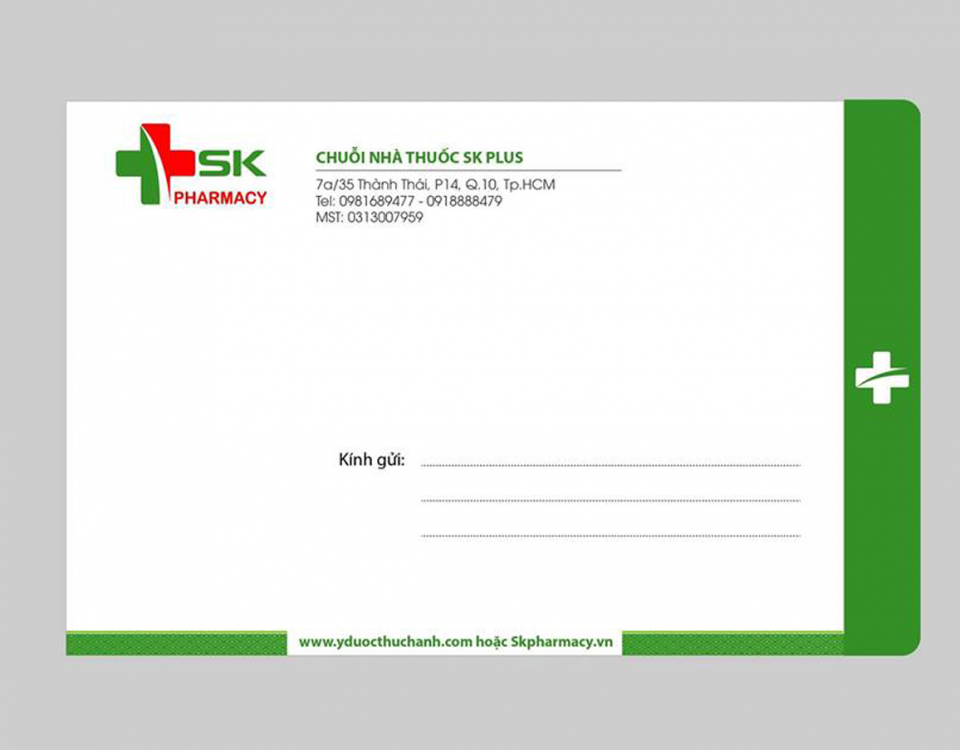 SK
PHARMACY
CHUỖI NHÀ THUỐC SK PLUS
7a/35 Thành Thái, P14, Q.10, Tp.HCM
Tel: 0981689477 - 0918888479
MST: 0313007959
Kính gửi:
www.yduocthuchanh.com hoặc Skpharmacy.vn